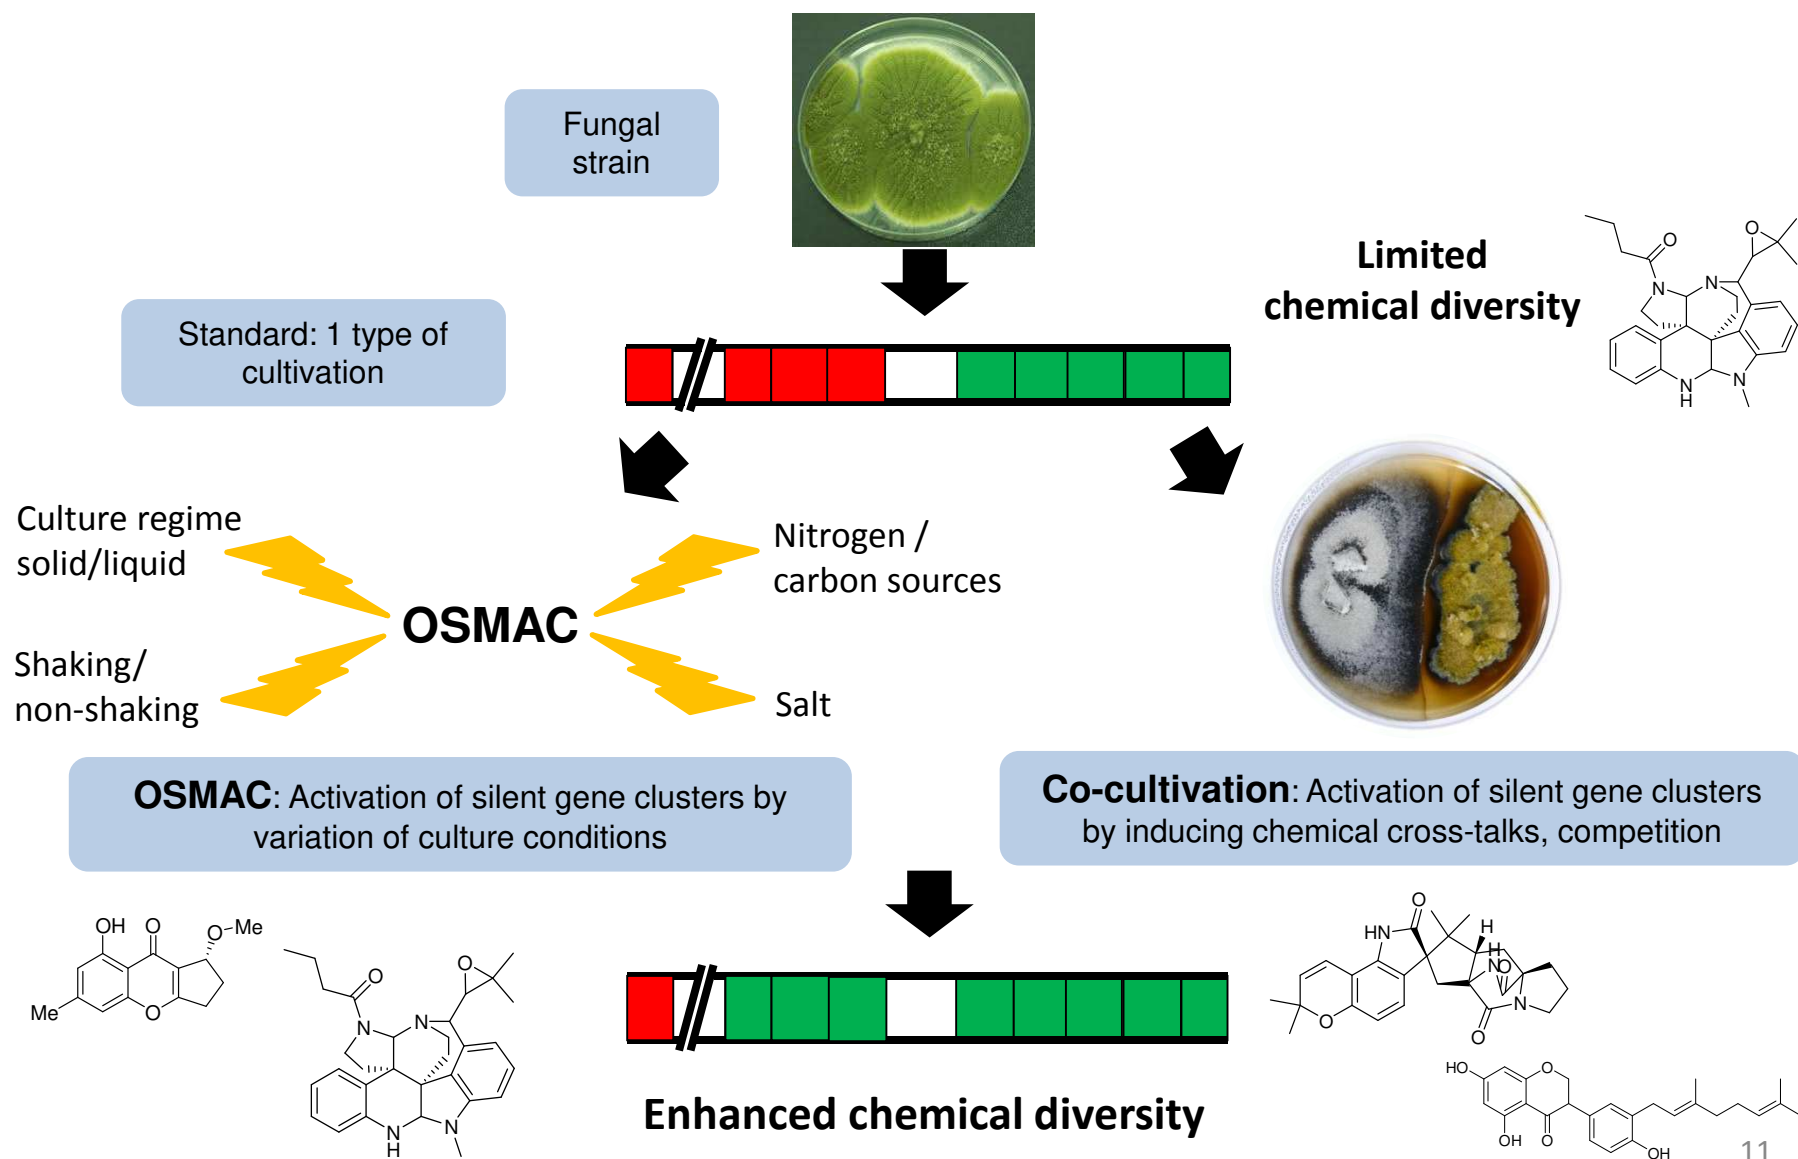 Fungal
strain
Limited
chemical diversity
Standard: 1 type of
cultivation
O
O
N
N
N
H
N
Culture regime
solid/liquid
Nitrogen /
carbon sources
OSMAC
Shaking/
non-shaking
Salt
OSMAC: Activation of silent gene clusters by
variation of culture conditions
Co-cultivation: Activation of silent gene clusters
by inducing chemical cross-talks, competition
OH
O
O
Me
Me
O
O
O
N
N
N
H
N
O
HN
H
H
N
O
N
O
O
HO
O
OH
O
OH
Enhanced chemical diversity
11